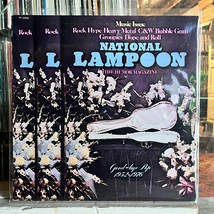 Music Issue
Rock Hype Heavy Metal C&W Bubble Gum
Groupies Dope and Roll
NATIONAL
LAMPOON
THE HUMOR MAGAZINE
Good-bye Pop
1952-1976